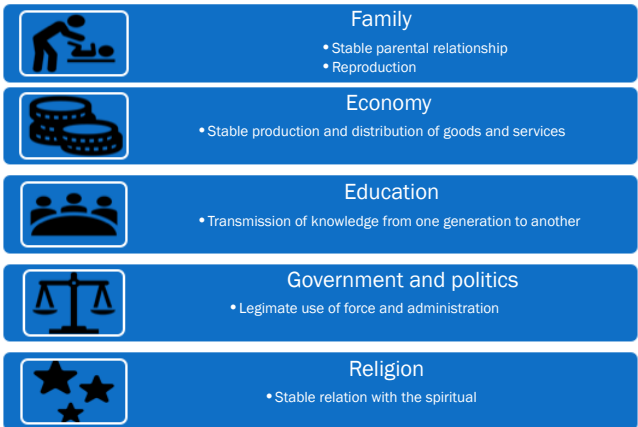 Family
• Stable parental relationship
• Reproduction
Economy
• Stable production and distribution of goods and services
Education
• Transmission of knowledge from one generation to another
Government and politics
• Legimate use of force and administration
Religion
• Stable relation with the spiritual